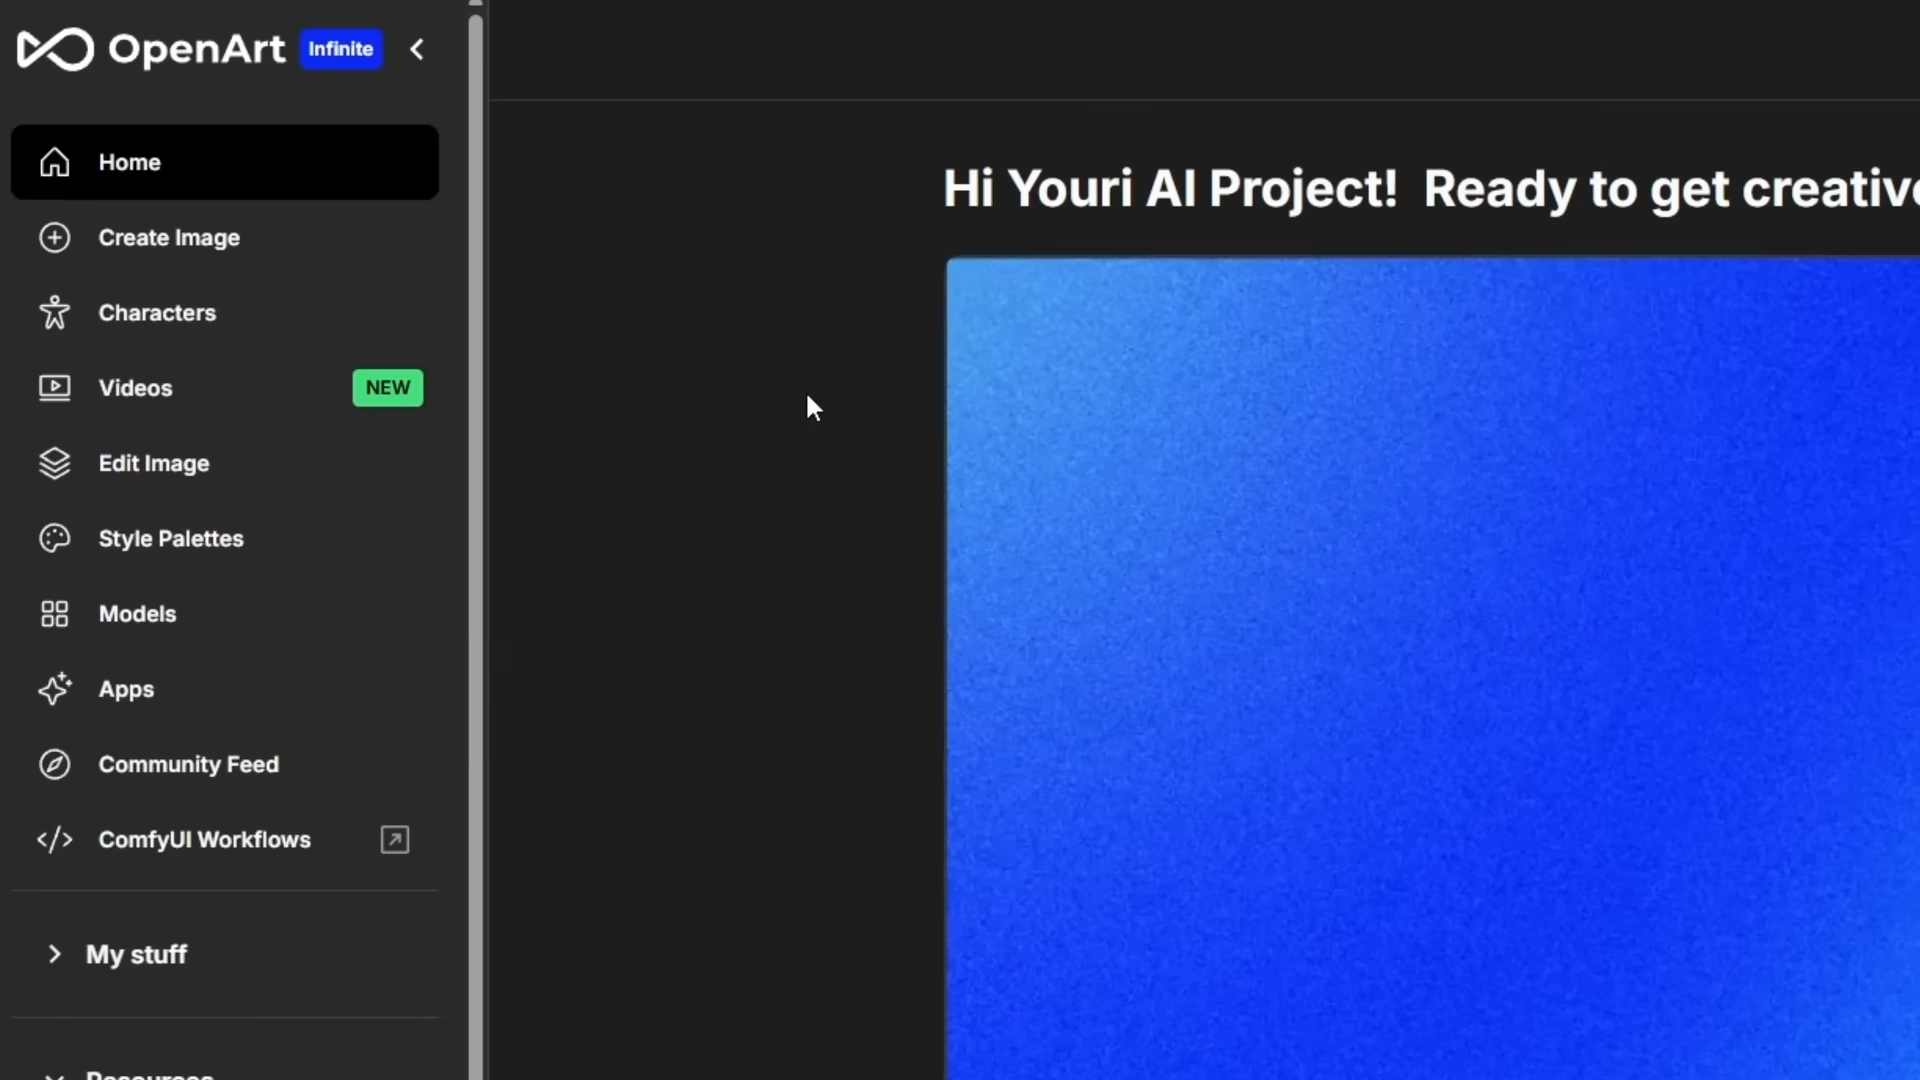 OpenArt Infinite
Home
Create Image
Characters
Videos NEW
Edit Image
Style Palettes
Models
Apps
Community Feed
ComfyUI Workflows
My stuff
Hi Youri AI Project! Ready to get creative